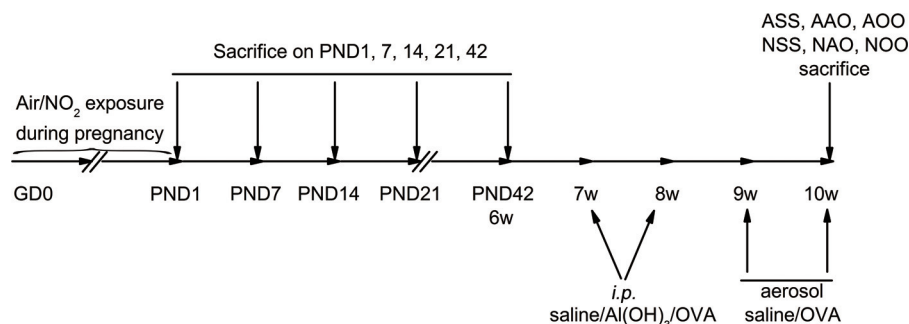 ASS, AAO, AOO
NSS, NAO, NOO
sacrifice
Sacrifice on PND1, 7, 14, 21, 42
Air/NO2 exposure
during pregnancy
GD0 PND1 PND7 PND14 PND21 PND42 7w 8w 9w 10w
6w
i.p.
saline/Al(OH)3/OVA
aerosol
saline/OVA